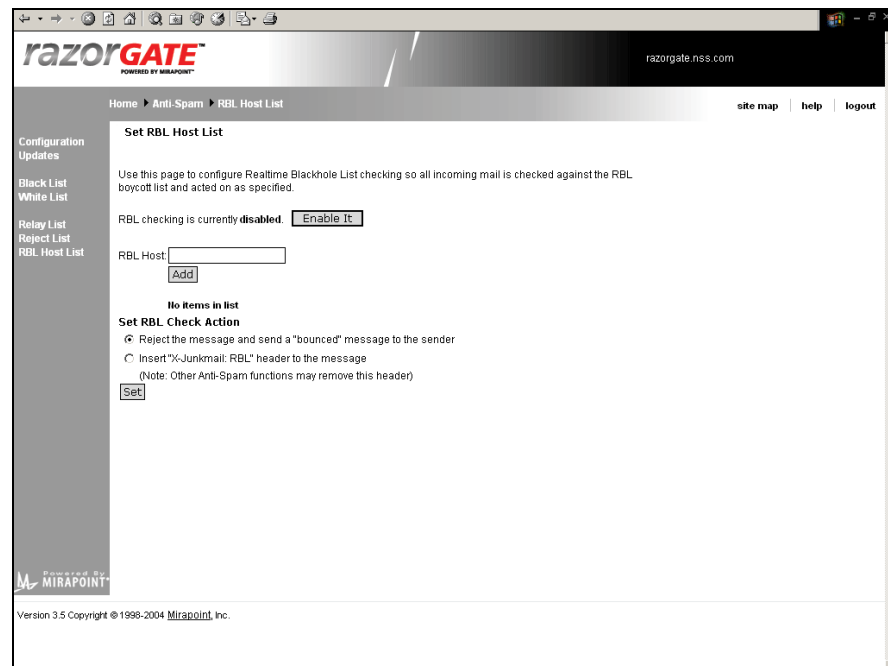 razorGATE™
POWERED BY MIRAPOINT™
razorgate.nss.com
Home Anti-Spam RBL Host List
site map help logout
Configuration
Updates
Black List
White List
Relay List
Reject List
RBL Host List
Set RBL Host List
Use this page to configure Realtime Blackhole List checking so all incoming mail is checked against the RBL
boycott list and acted on as specified.
RBL checking is currently disabled. Enable It
RBL Host:
Add
No items in list
Set RBL Check Action
Reject the message and send a "bounced" message to the sender
Insert "X-Junkmail: RBL" header to the message
(Note: Other Anti-Spam functions may remove this header)
Set
Powered By
MIRAPOINT
Version 3.5 Copyright © 1998-2004 Mirapoint, Inc.